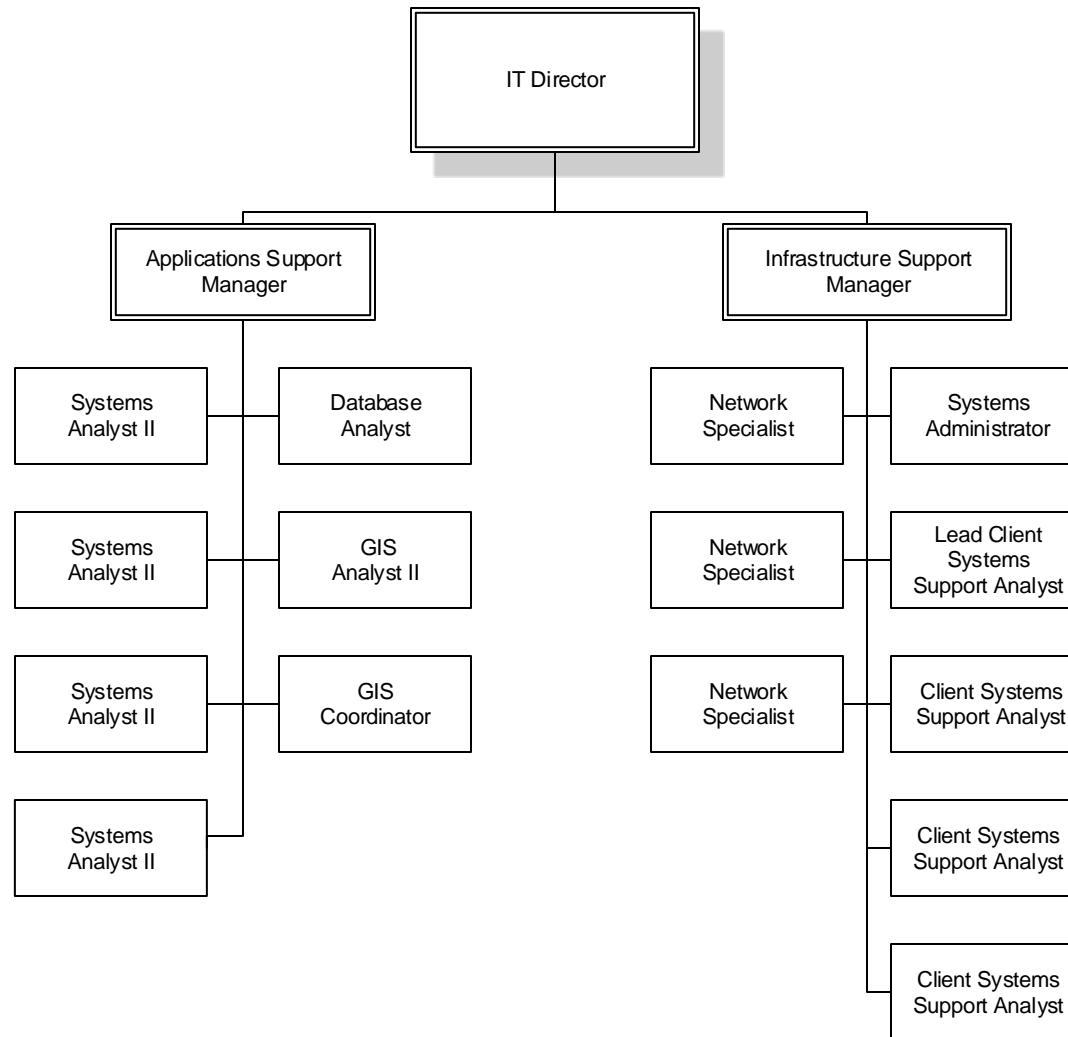 IT Director
Applications Support
Manager
Infrastructure Support
Manager
Systems
Analyst II
Database
Analyst
Network
Specialist
Systems
Administrator
Systems
Analyst II
GIS
Analyst II
Network
Specialist
Lead Client
Systems
Support Analyst
Systems
Analyst II
GIS
Coordinator
Network
Specialist
Client Systems
Support Analyst
Systems
Analyst II
Client Systems
Support Analyst
Client Systems
Support Analyst